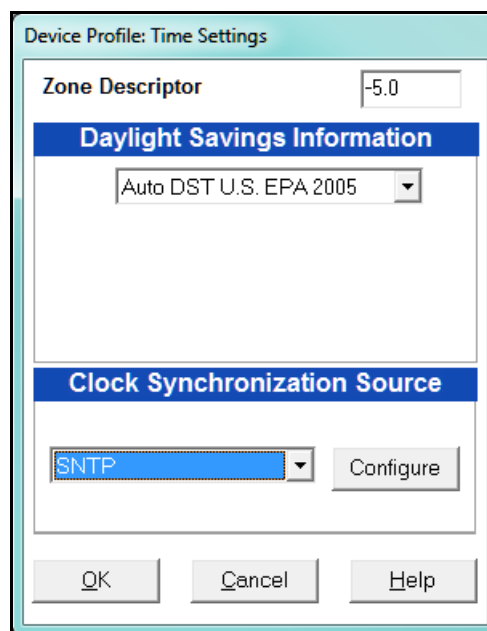 Device Profile: Time Settings
Zone Descriptor -5.0
Daylight Savings Information
Auto DST U.S. EPA 2005
Clock Synchronization Source
SNTP Configure
OK Cancel Help